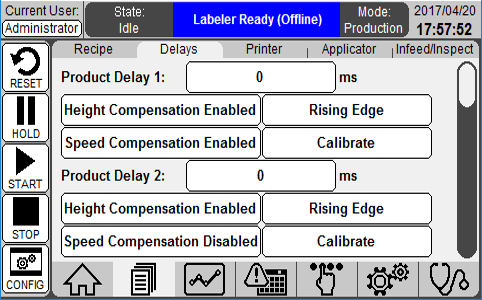 Current User: State: Idle Labeler Ready (Offline) Mode: Production 2017/04/20
Administrator 17:57:52
Recipe Delays Printer Applicator Infeed/Inspect
RESET
HOLD
START
STOP
CONFIG
Product Delay 1: 0 ms
Height Compensation Enabled Rising Edge
Speed Compensation Enabled Calibrate
Product Delay 2: 0 ms
Height Compensation Enabled Rising Edge
Speed Compensation Disabled Calibrate